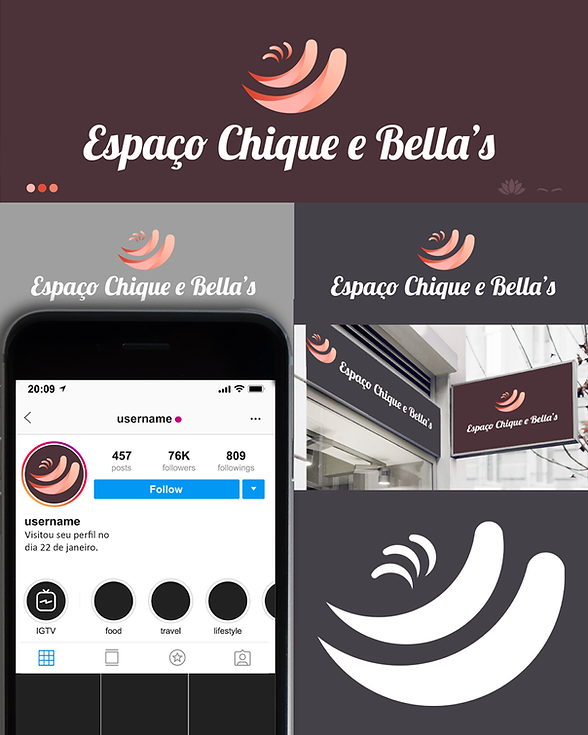 Espaço Chique e Bella's
Espaço Chique e Bella's
Espaço Chique e Bella's
20:09
username
457
76K
809
posts
followers
followings
Follow
username
Visitou seu perfil no
dia 22 de janeiro.
IGTV
food
travel
lifestyle
Espaço Chique e Bella's
Espaço Chique e Bella's